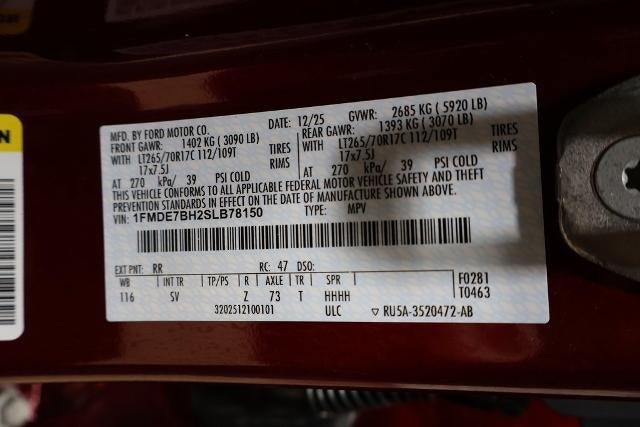 MFD. BY FORD MOTOR CO.
DATE: 12/25 GVWR: 2685 KG ( 5920 LB)
FRONT GAWR: 1402 KG ( 3090 LB) REAR GAWR: 1393 KG ( 3070 LB)
WITH LT265/70R17C 112/109T TIRES WITH LT265/70R17C 112/109T TIRES
17x7.5J RIMS 17x7.5J RIMS
AT 270 kPa/ 39 PSI COLD AT 270 kPa/ 39 PSI COLD
THIS VEHICLE CONFORMS TO ALL APPLICABLE FEDERAL MOTOR VEHICLE SAFETY AND THEFT
PREVENTION STANDARDS IN EFFECT ON THE DATE OF MANUFACTURE SHOWN ABOVE.
VIN: 1FMDE7BH2SLB78150 TYPE: MPV
EXT PNT: RR RC: 47 DSO:
WB INT TR TP/PS R AXLE TR SPR F0281
116 SV Z 73 T HHHH T0463
3202512100101 ULC ▽ RU5A-3520472-AB
N